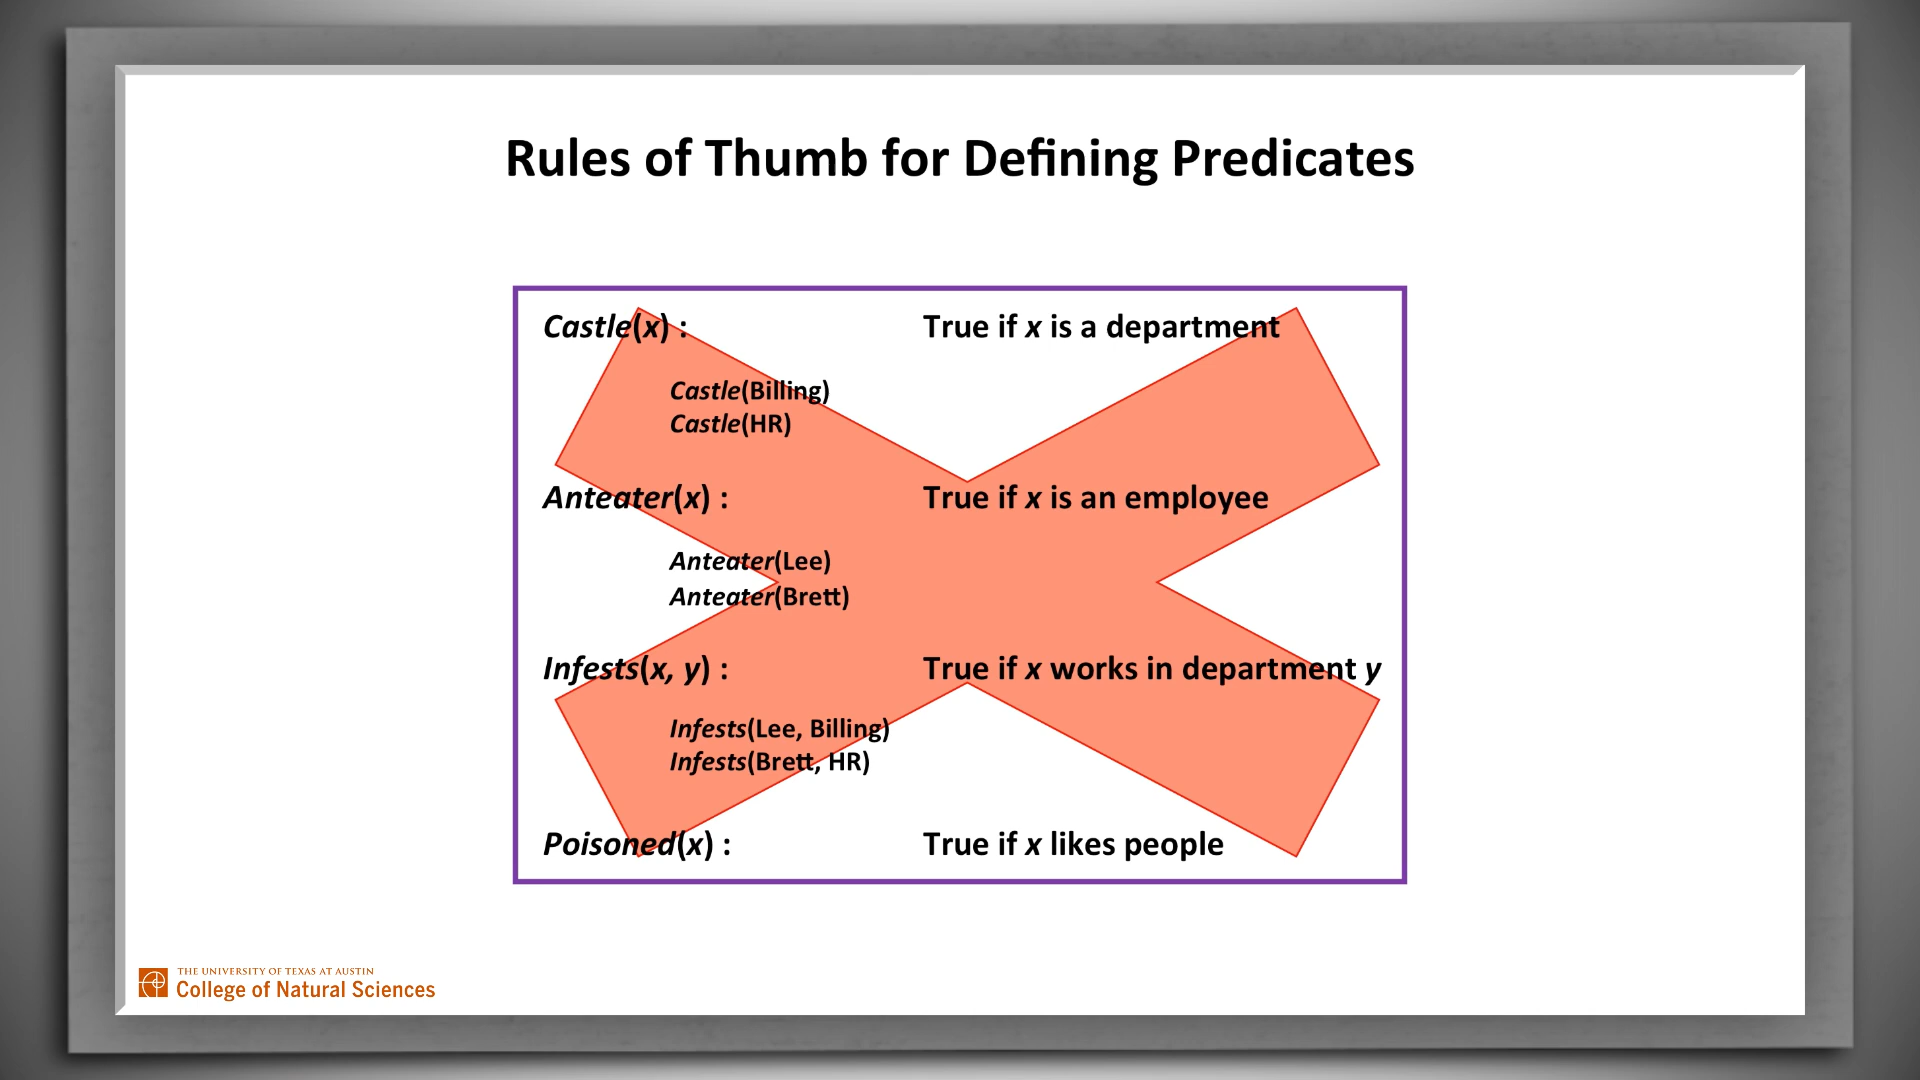 Rules of Thumb for Defining Predicates
Castle(x) : True if x is a department
Castle(Billing)
Castle(HR)
Anteater(x) : True if x is an employee
Anteater(Lee)
Anteater(Brett)
Infests(x, y) : True if x works in department y
Infests(Lee, Billing)
Infests(Brett, HR)
Poisoned(x) : True if x likes people
THE UNIVERSITY OF TEXAS AT AUSTIN
College of Natural Sciences